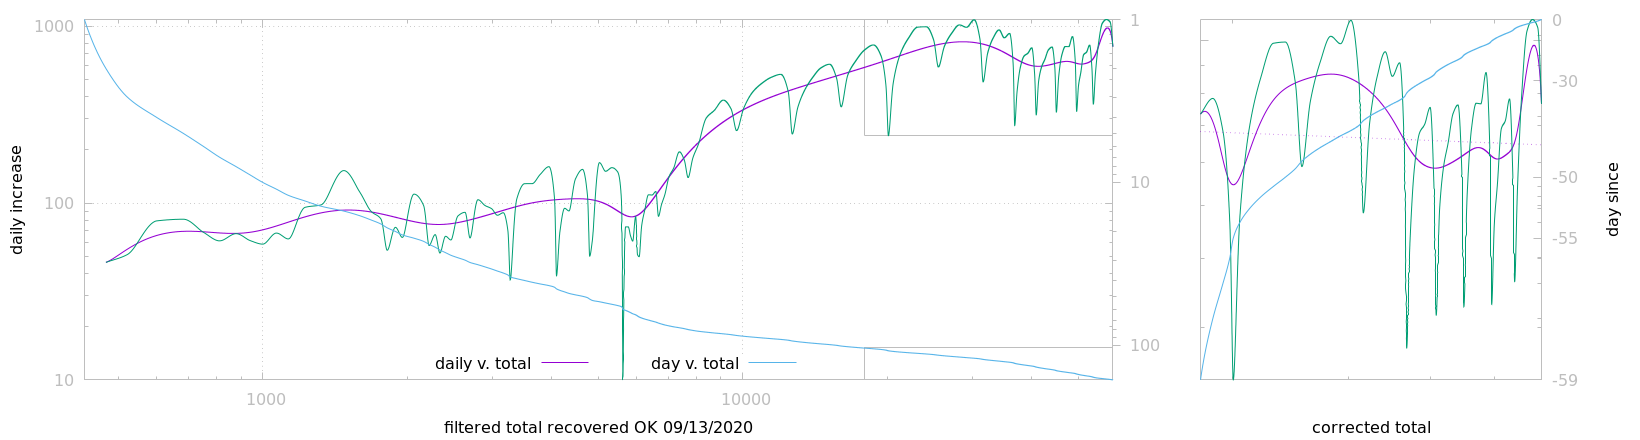 1000
100
10
daily increase
1000
10000
filtered total recovered OK 09/13/2020
daily v. total
day v. total
1
10
100
0
-30
-50
-55
-59
day since
corrected total